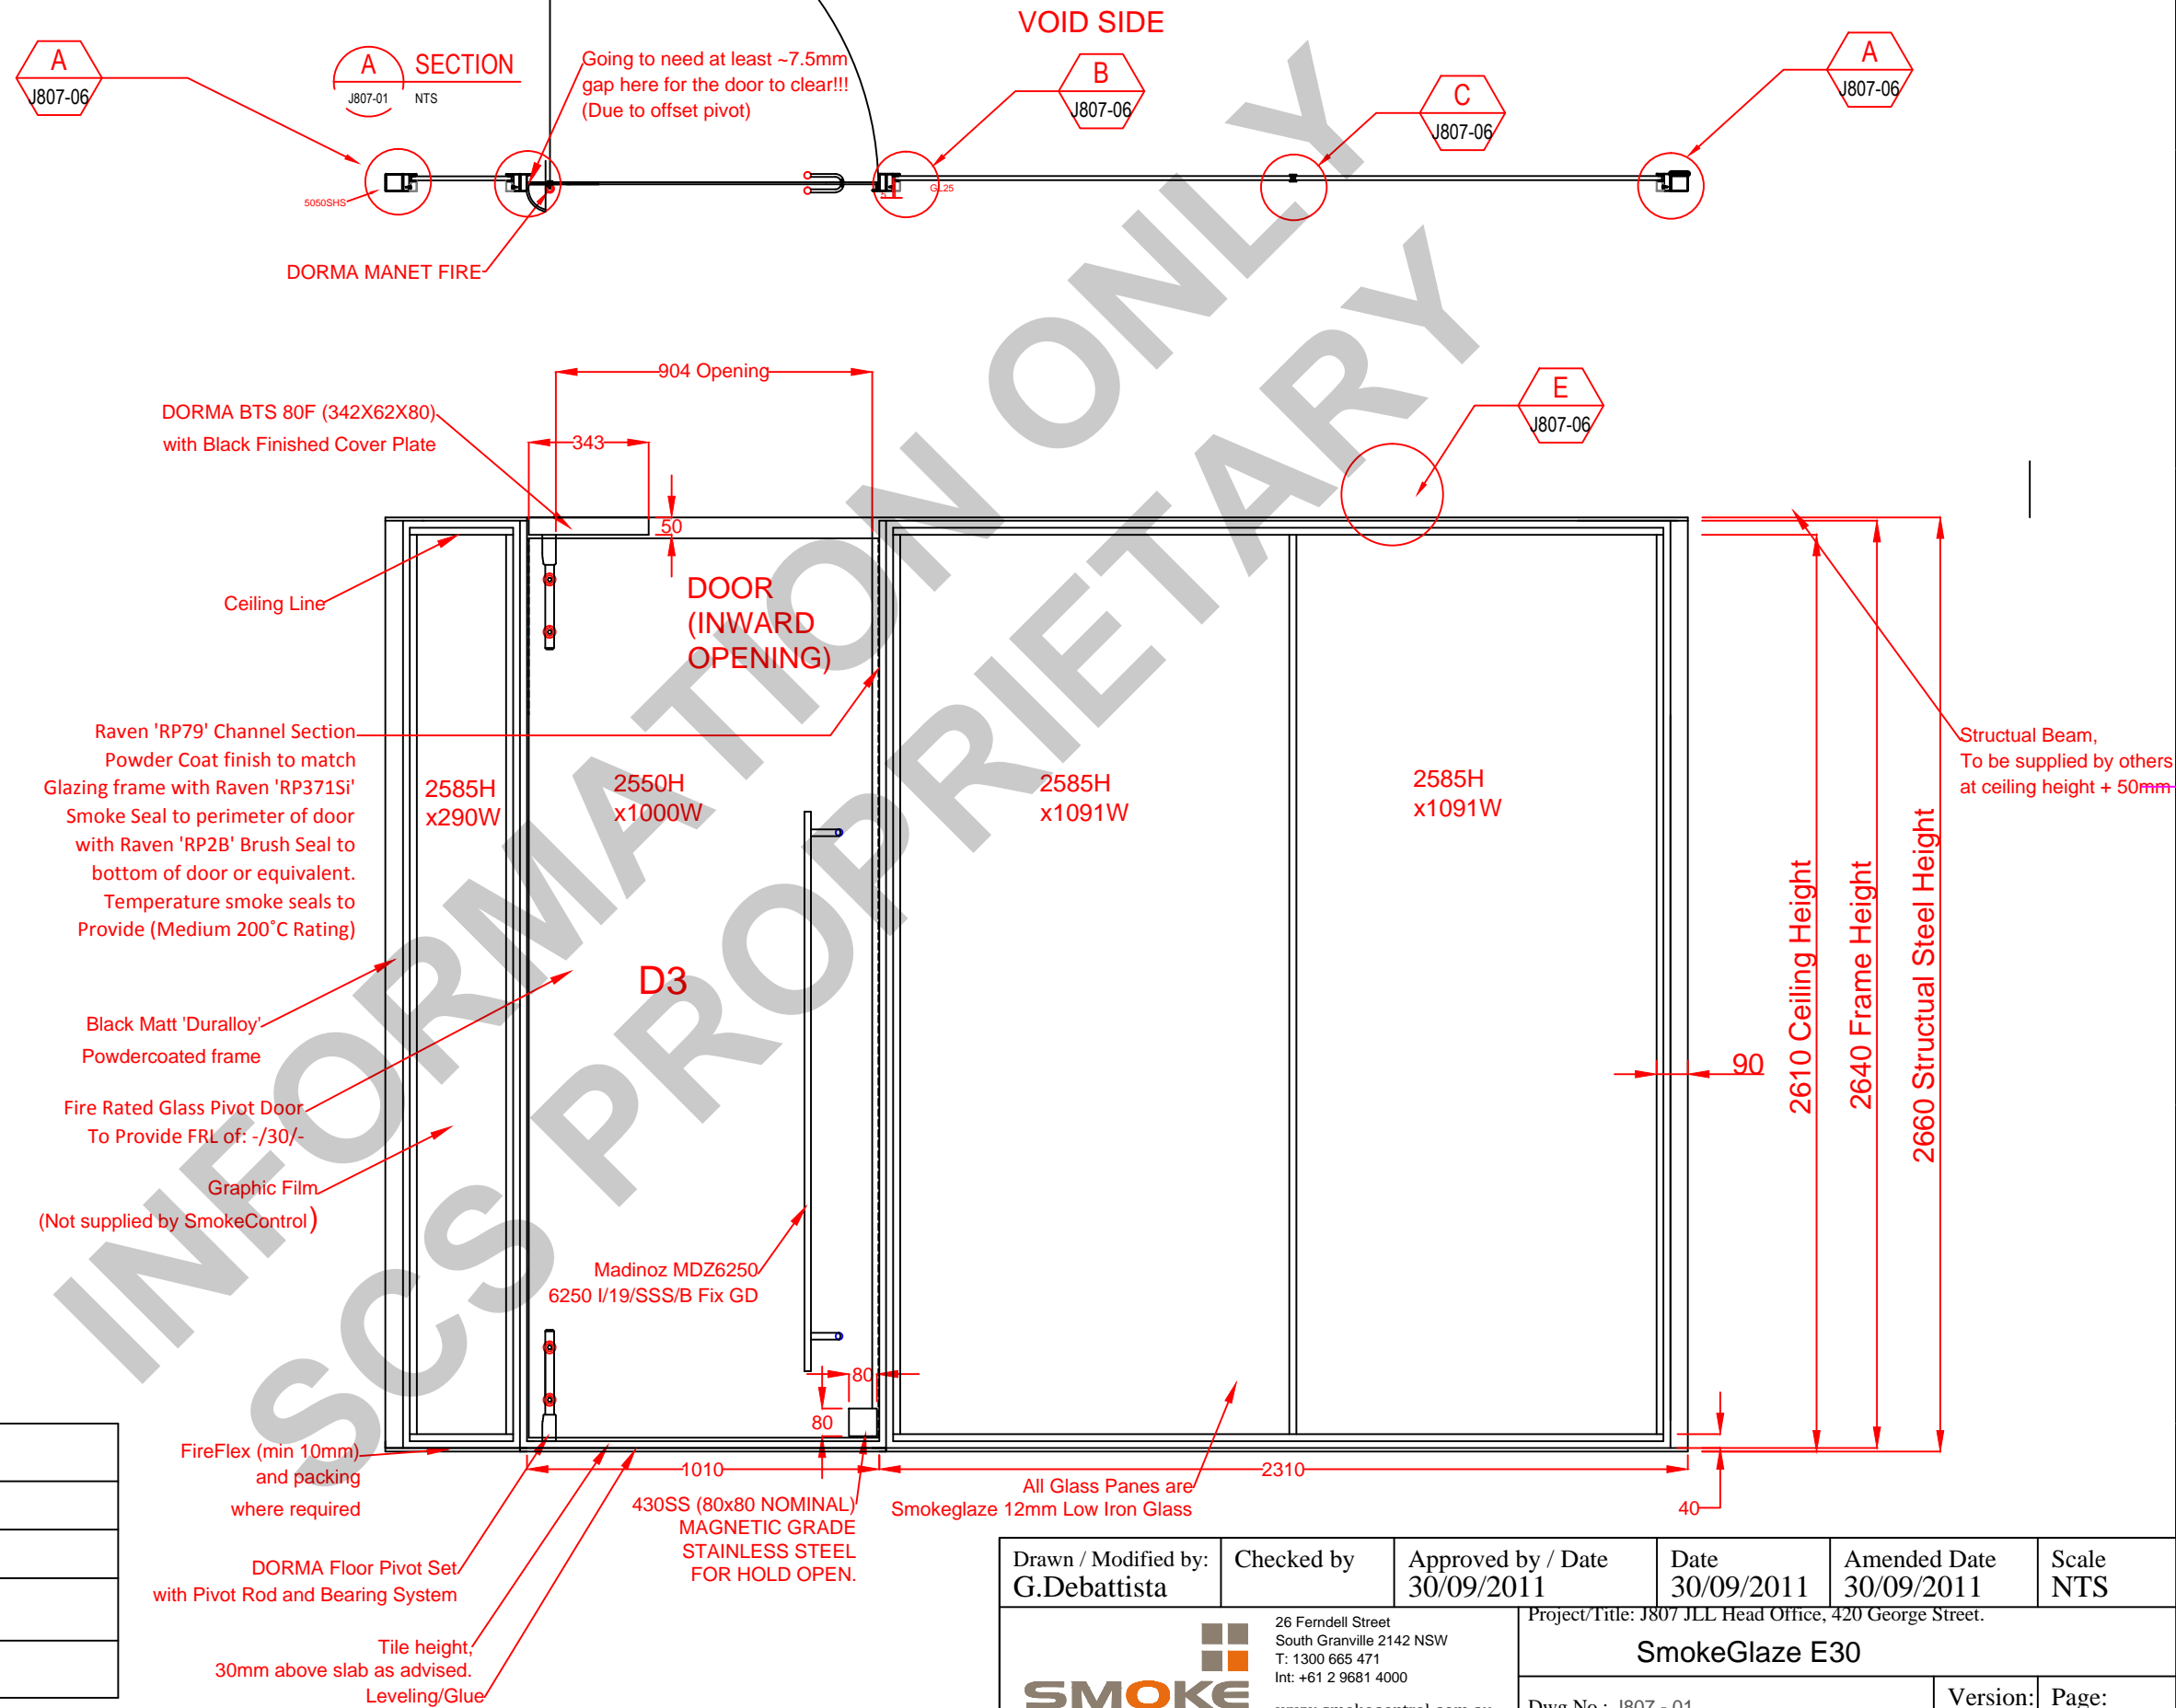 VOID SIDE
A
J807-06
A SECTION
J807-01 NTS
Going to need at least ~7.5mm
gap here for the door to clear!!!
(Due to offset pivot)
B
J807-06
C
J807-06
A
J807-06
5050SHS
GL25
DORMA MANET FIRE
904 Opening
E
J807-06
DORMA BTS 80F (342X62X80)
with Black Finished Cover Plate
343
50
Ceiling Line
DOOR
(INWARD
OPENING)
Raven 'RP79' Channel Section
Powder Coat finish to match
Glazing frame with Raven 'RP371Si'
Smoke Seal to perimeter of door
with Raven 'RP2B' Brush Seal to
bottom of door or equivalent.
Temperature smoke seals to
Provide (Medium 200°C Rating)
2585H
x290W
2550H
x1000W
2585H
x1091W
2585H
x1091W
Structual Beam,
To be supplied by others
at ceiling height + 50mm
2610 Ceiling Height
2640 Frame Height
2660 Structual Steel Height
D3
90
Black Matt 'Duralloy'
Powdercoated frame
Fire Rated Glass Pivot Door
To Provide FRL of: -/30/-
Graphic Film
(Not supplied by SmokeControl)
Madinoz MDZ6250
6250 I/19/SSS/B Fix GD
80
80
FireFlex (min 10mm)
and packing
where required
1010
2310
40
430SS (80x80 NOMINAL)
MAGNETIC GRADE
STAINLESS STEEL
FOR HOLD OPEN.
All Glass Panes are
Smokeglaze 12mm Low Iron Glass
DORMA Floor Pivot Set
with Pivot Rod and Bearing System
Tile height,
30mm above slab as advised.
Leveling/Glue
INFORMATION ONLY
SCS PROPRIETARY
Drawn / Modified by:
G.Debattista
Checked by
Approved by / Date
30/09/2011
Date
30/09/2011
Amended Date
30/09/2011
Scale
NTS
26 Ferndell Street
South Granville 2142 NSW
T: 1300 665 471
Int: +61 2 9681 4000
www.smokecontrol.com.au
SMOKE
Project/Title: J807 JLL Head Office, 420 George Street.
SmokeGlaze E30
Dwg No.: J807 - 01
Version:
Page: